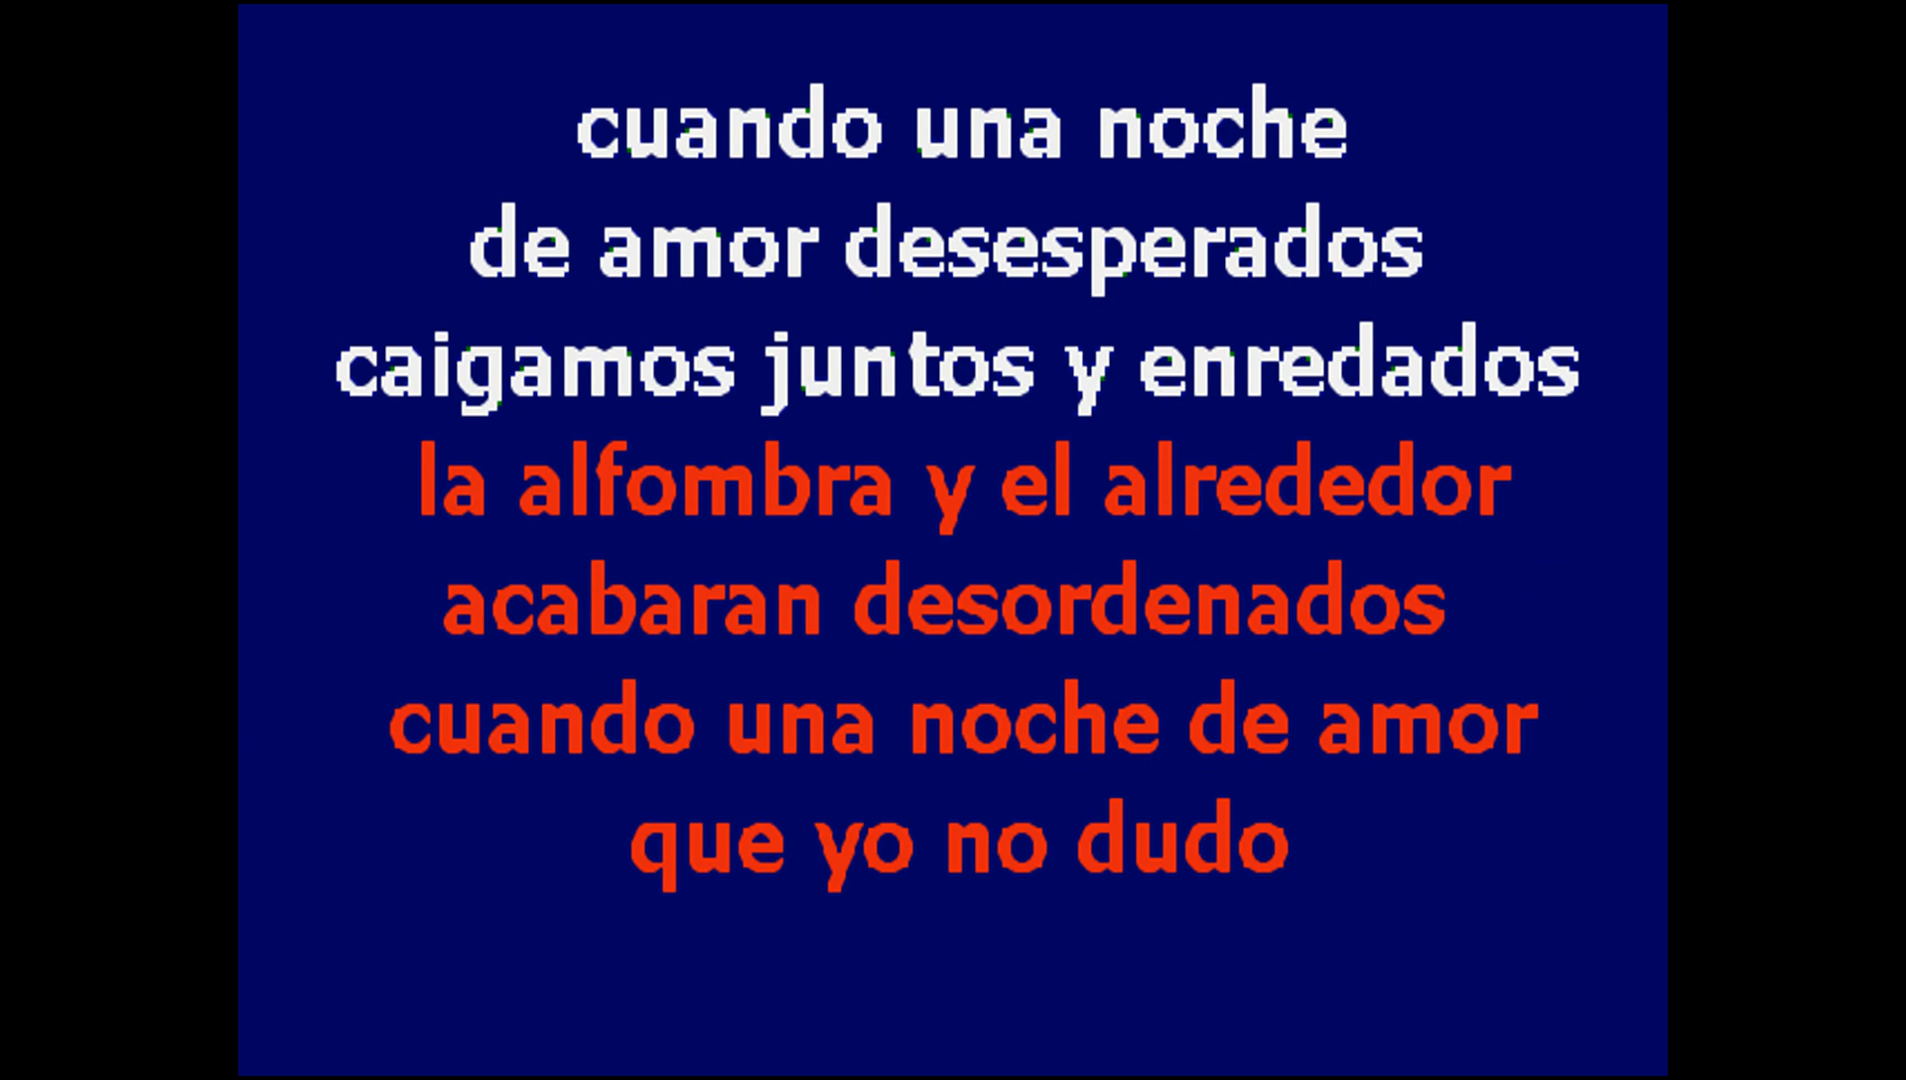 cuando una noche
de amor desesperados
caigamos juntos y enredados
la alfombra y el alrededor
acabaran desordenados
cuando una noche de amor
que yo no dudo